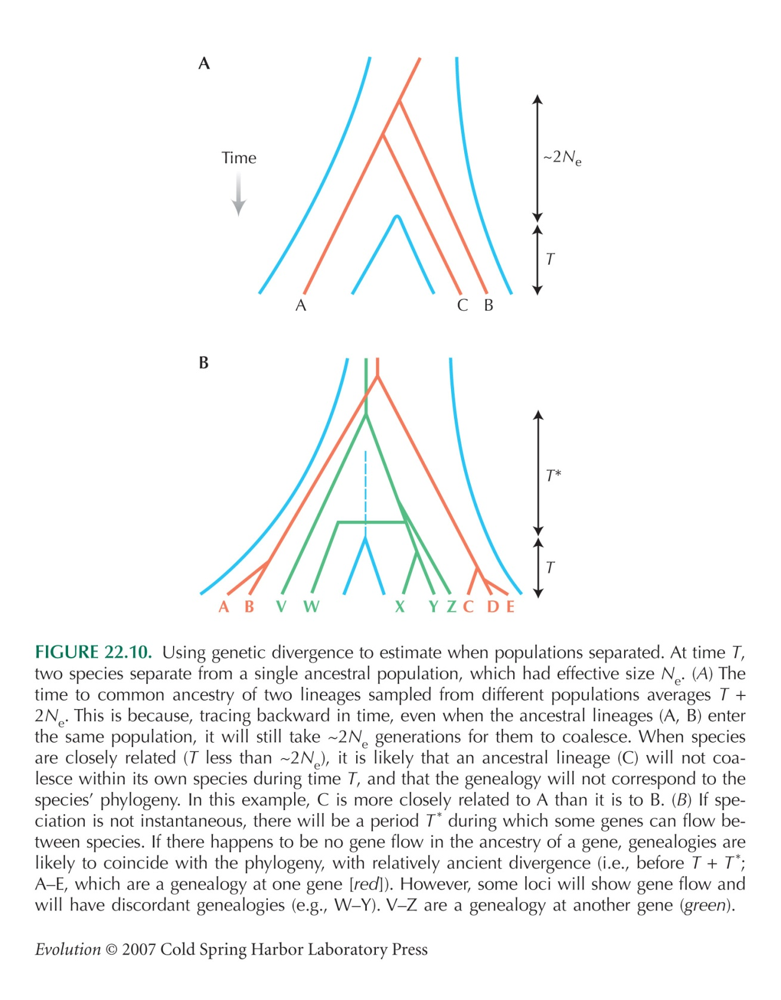 A
Time
~2Ne
T
A C B
B
T*
T
A B V W X Y Z C D E
FIGURE 22.10. Using genetic divergence to estimate when populations separated. At time T,
two species separate from a single ancestral population, which had effective size Ne. (A) The
time to common ancestry of two lineages sampled from different populations averages T +
2Ne. This is because, tracing backward in time, even when the ancestral lineages (A, B) enter
the same population, it will still take ~2Ne generations for them to coalesce. When species
are closely related (T less than ~2Ne), it is likely that an ancestral lineage (C) will not coa-
lesce within its own species during time T, and that the genealogy will not correspond to the
species’ phylogeny. In this example, C is more closely related to A than it is to B. (B) If spe-
ciation is not instantaneous, there will be a period T* during which some genes can flow be-
tween species. If there happens to be no gene flow in the ancestry of a gene, genealogies are
likely to coincide with the phylogeny, with relatively ancient divergence (i.e., before T + T*;
A–E, which are a genealogy at one gene [red]). However, some loci will show gene flow and
will have discordant genealogies (e.g., W–Y). V–Z are a genealogy at another gene (green).
Evolution © 2007 Cold Spring Harbor Laboratory Press